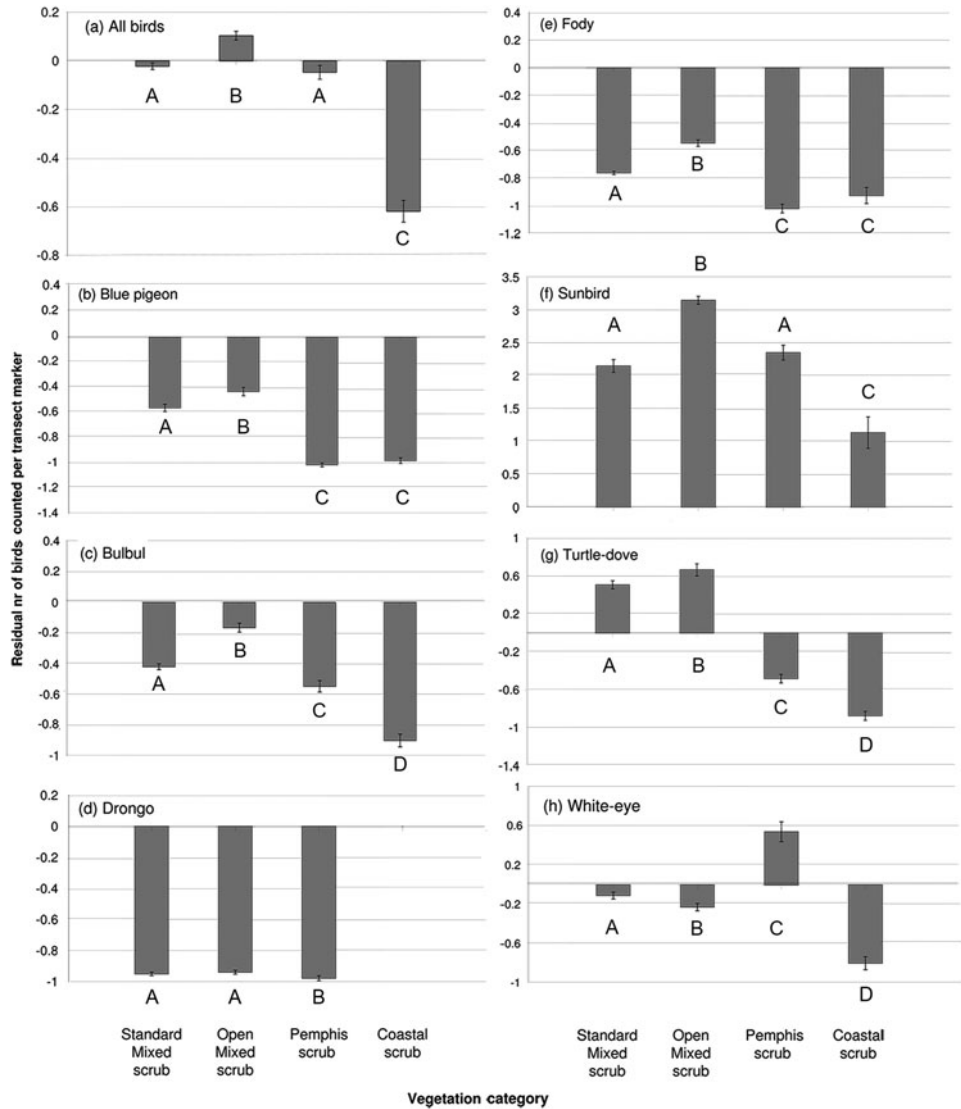 Residual nr of birds counted per transect marker
(a) All birds
0.2
0
-0.2
-0.4
-0.6
-0.8
A
B
A
C
(b) Blue pigeon
0.4
0.2
0
-0.2
-0.4
-0.6
-0.8
-1
-1.2
-1.4
A
B
C
C
(c) Bulbul
0.4
0.2
0
-0.2
-0.4
-0.6
-0.8
-1
A
B
C
D
(d) Drongo
0.2
0
-0.2
-0.4
-0.6
-0.8
-1
A
A
B
Standard Mixed scrub
Open Mixed scrub
Pemphis scrub
Coastal scrub
(e) Fody
0.4
0.2
0
-0.2
-0.4
-0.6
-0.8
-1
-1.2
A
B
C
C
(f) Sunbird
3.5
3
2.5
2
1.5
1
0.5
0
A
B
A
C
(g) Turtle-dove
1
0.6
0.2
-0.2
-0.6
-1
-1.4
A
B
C
D
(h) White-eye
1
0.6
0.2
-0.2
-0.6
-1
A
B
C
D
Standard Mixed scrub
Open Mixed scrub
Pemphis scrub
Coastal scrub
Vegetation category